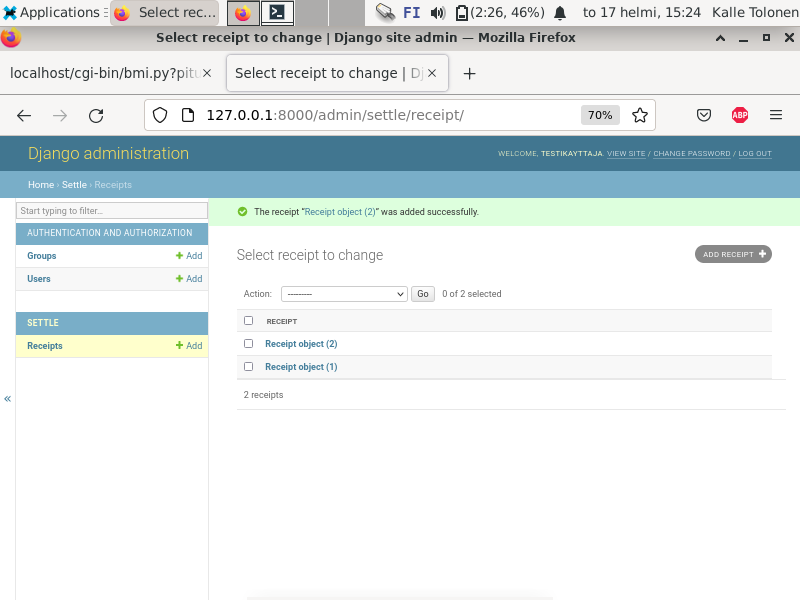 Applications Select rec... FI (2:26, 46%) to 17 helmi, 15:24 Kalle Tolonen
Select receipt to change | Django site admin — Mozilla Firefox
localhost/cgi-bin/bmi.py?pitu × Select receipt to change | Dj × +
127.0.0.1:8000/admin/settle/receipt/ 70% ABP
Django administration
WELCOME, TESTIKAYTTAJA. VIEW SITE / CHANGE PASSWORD / LOG OUT
Home › Settle › Receipts
Start typing to filter...
AUTHENTICATION AND AUTHORIZATION
Groups + Add
Users + Add
SETTLE
Receipts + Add
«
The receipt “Receipt object (2)” was added successfully.
Select receipt to change
ADD RECEIPT +
Action: --------- Go 0 of 2 selected
RECEIPT
Receipt object (2)
Receipt object (1)
2 receipts